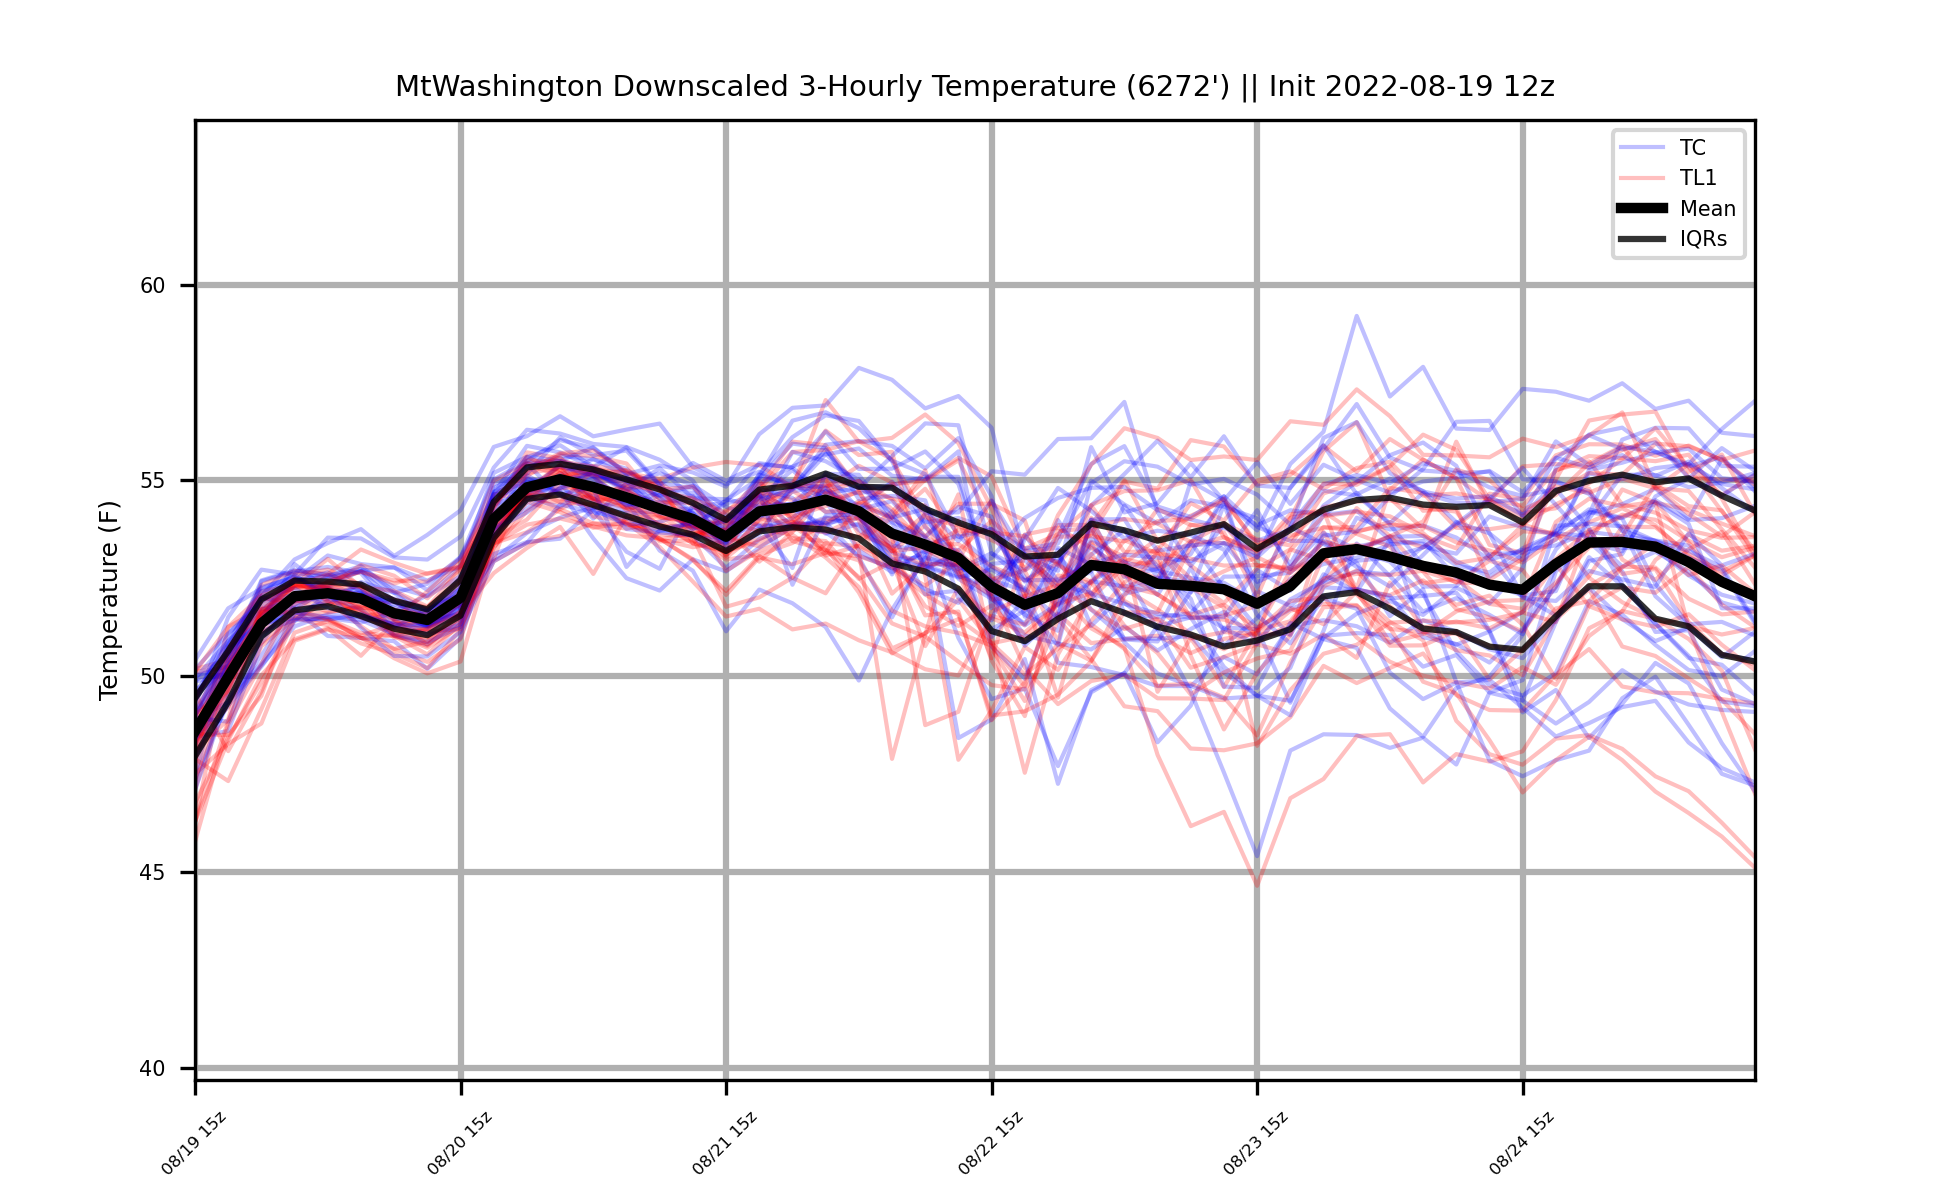 MtWashington Downscaled 3-Hourly Temperature (6272') || Init 2022-08-19 12z
TC
TL1
Mean
IQRs
Temperature (F)
60
55
50
45
40
08/19 15z
08/20 15z
08/21 15z
08/22 15z
08/23 15z
08/24 15z